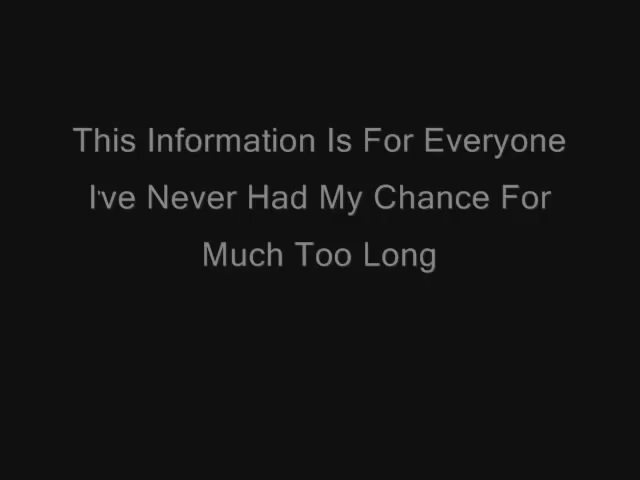 This Information Is For Everyone
I've Never Had My Chance For
Much Too Long